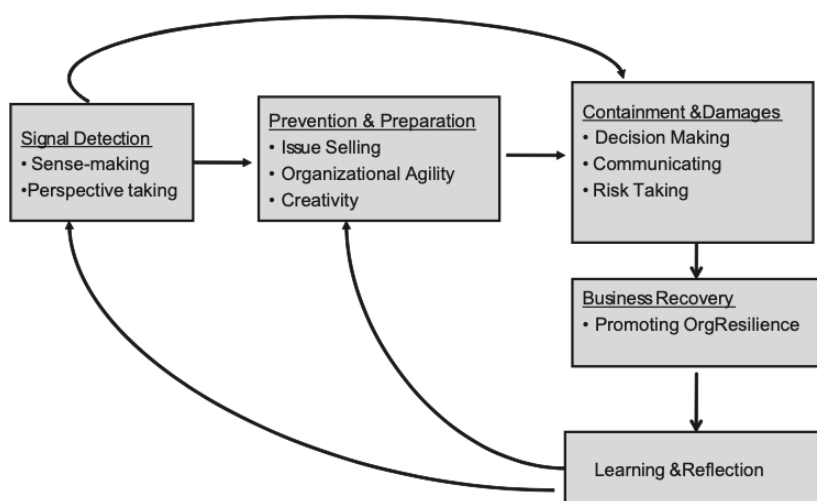 Signal Detection
• Sense-making
•Perspective taking
Prevention & Preparation
• Issue Selling
• Organizational Agility
• Creativity
Containment &Damages
• Decision Making
• Communicating
• Risk Taking
Business Recovery
• Promoting OrgResilience
Learning &Reflection